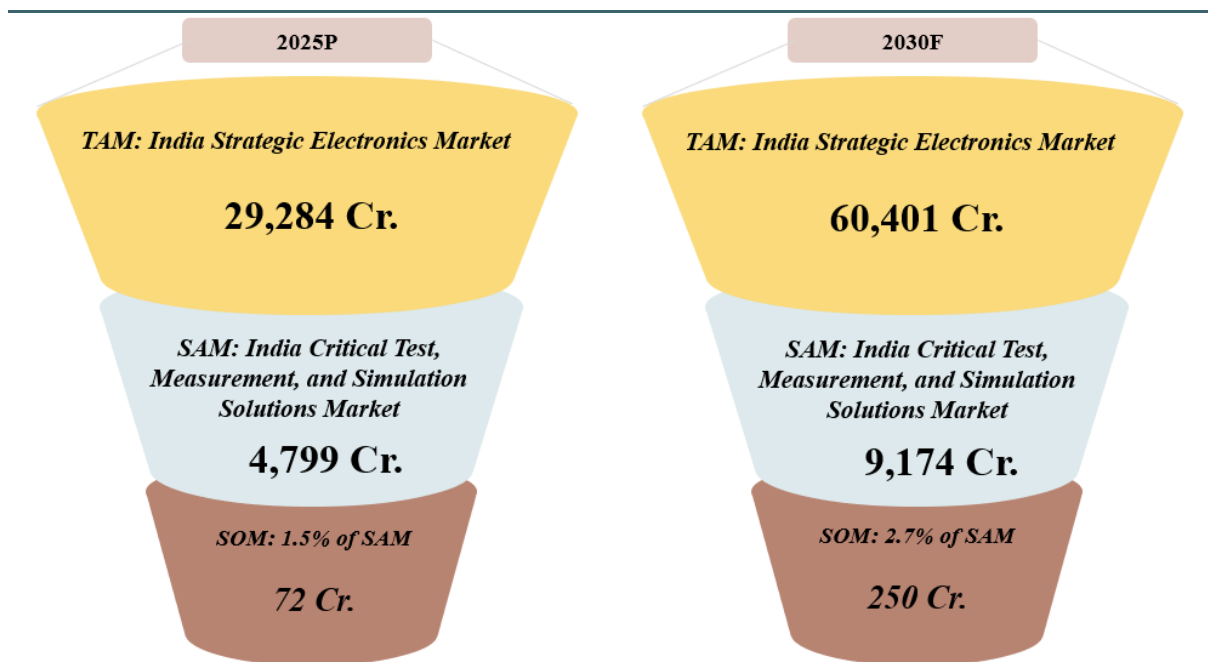 2025P
TAM: India Strategic Electronics Market
29,284 Cr.
SAM: India Critical Test,
Measurement, and Simulation
Solutions Market
4,799 Cr.
SOM: 1.5% of SAM
72 Cr.
2030F
TAM: India Strategic Electronics Market
60,401 Cr.
SAM: India Critical Test,
Measurement, and Simulation
Solutions Market
9,174 Cr.
SOM: 2.7% of SAM
250 Cr.